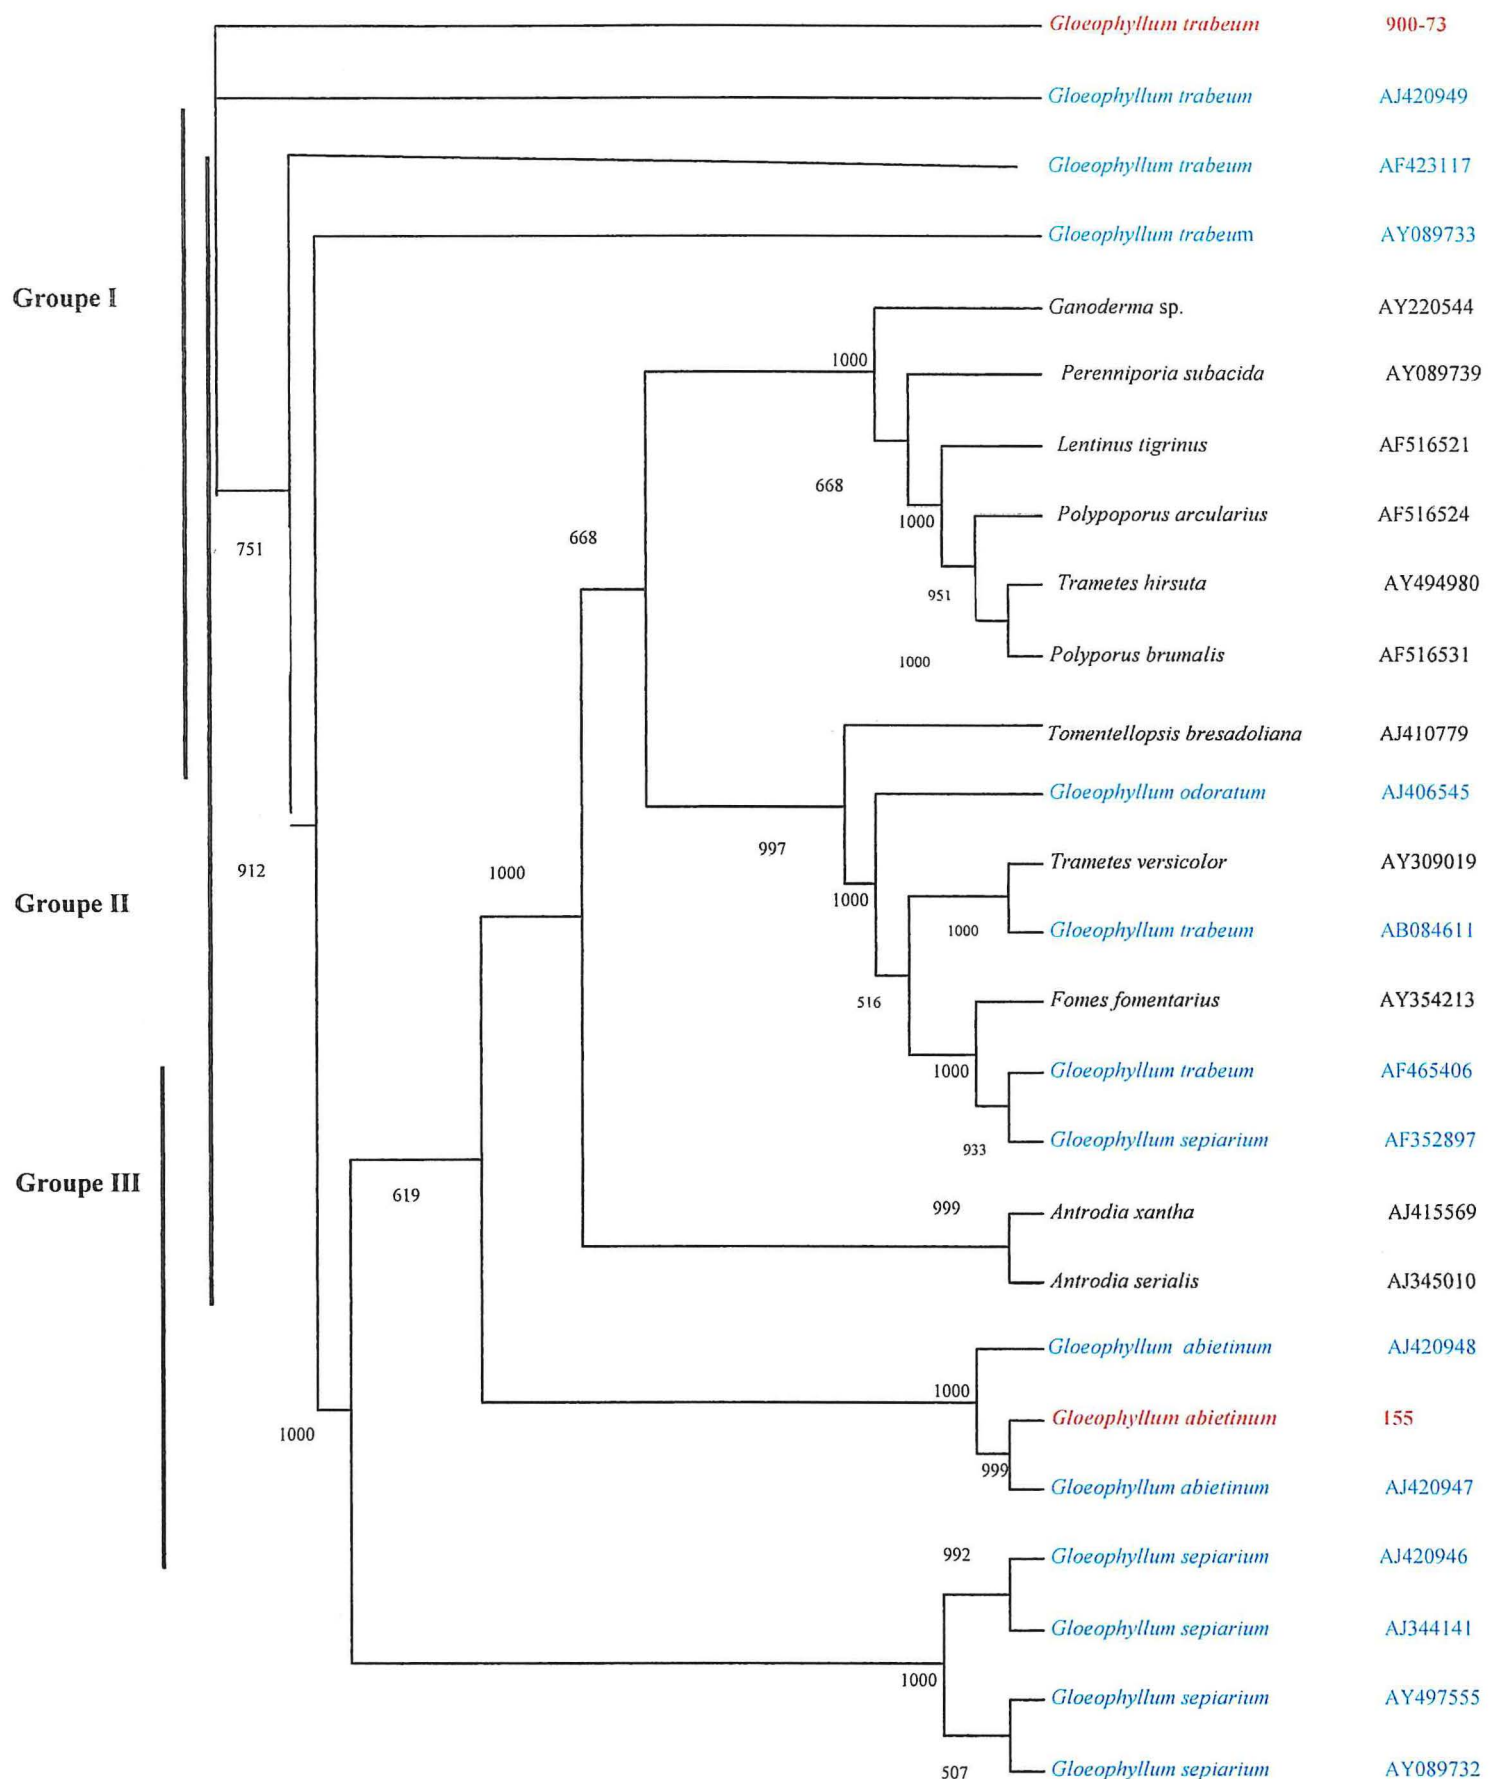 Gloeophyllum trabeum 900-73
Gloeophyllum trabeum AJ420949
Gloeophyllum trabeum AF423117
Gloeophyllum trabeum AY089733
Groupe I
Ganoderma sp. AY220544
1000
Perenniporia subacida AY089739
Lentinus tigrinus AF516521
668
Polypoporus arcularius AF516524
1000
668
751
Trametes hirsuta AY494980
951
Polyporus brumalis AF516531
1000
Tomentellopsis bresadoliana AJ410779
Gloeophyllum odoratum AJ406545
997
Trametes versicolor AY309019
912
1000
1000
Groupe II
Gloeophyllum trabeum AB084611
1000
Fomes fomentarius AY354213
516
Gloeophyllum trabeum AF465406
1000
Gloeophyllum sepiarium AF352897
933
Groupe III
619
999
Antrodia xantha AJ415569
Antrodia serialis AJ345010
Gloeophyllum abietinum AJ420948
1000
Gloeophyllum abietinum 155
1000
999
Gloeophyllum abietinum AJ420947
992
Gloeophyllum sepiarium AJ420946
Gloeophyllum sepiarium AJ344141
1000
Gloeophyllum sepiarium AY497555
507
Gloeophyllum sepiarium AY089732